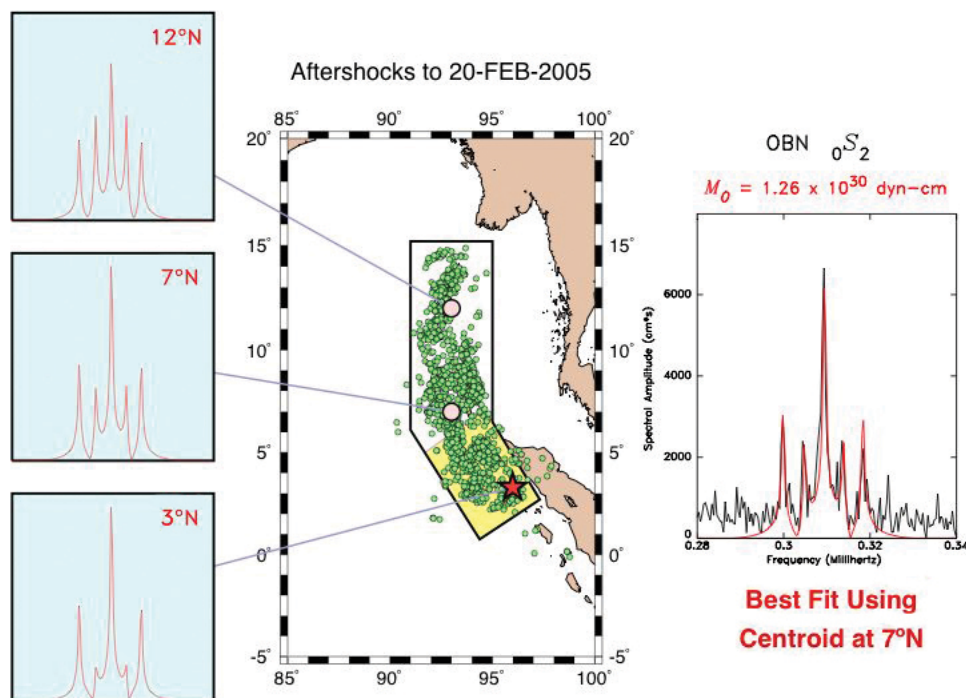 12°N
7°N
3°N
Aftershocks to 20-FEB-2005
85° 90° 95° 100°
20° 20°
15° 15°
10° 10°
5° 5°
0° 0°
-5° -5°
85° 90° 95° 100°
OBN ₀S₂
M₀ = 1.26 x 10³⁰ dyn-cm
Spectral Amplitude (cm*s)
6000
4000
2000
0
0.28 0.3 0.32 0.34
Frequency (Millihertz)
Best Fit Using
Centroid at 7°N